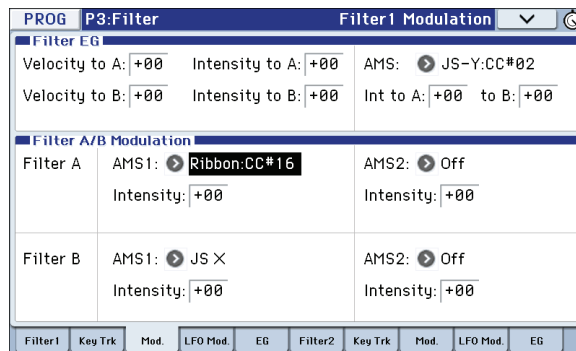 PROG P3:Filter Filter1 Modulation
Filter EG
Velocity to A: +00 Intensity to A: +00 AMS: JS-Y:CC#02
Velocity to B: +00 Intensity to B: +00 Int to A: +00 to B: +00
Filter A/B Modulation
Filter A AMS1: Ribbon:CC#16 AMS2: Off
Intensity: +00 Intensity: +00
Filter B AMS1: JS X AMS2: Off
Intensity: +00 Intensity: +00
Filter1 Key Trk Mod. LFO Mod. EG Filter2 Key Trk Mod. LFO Mod. EG